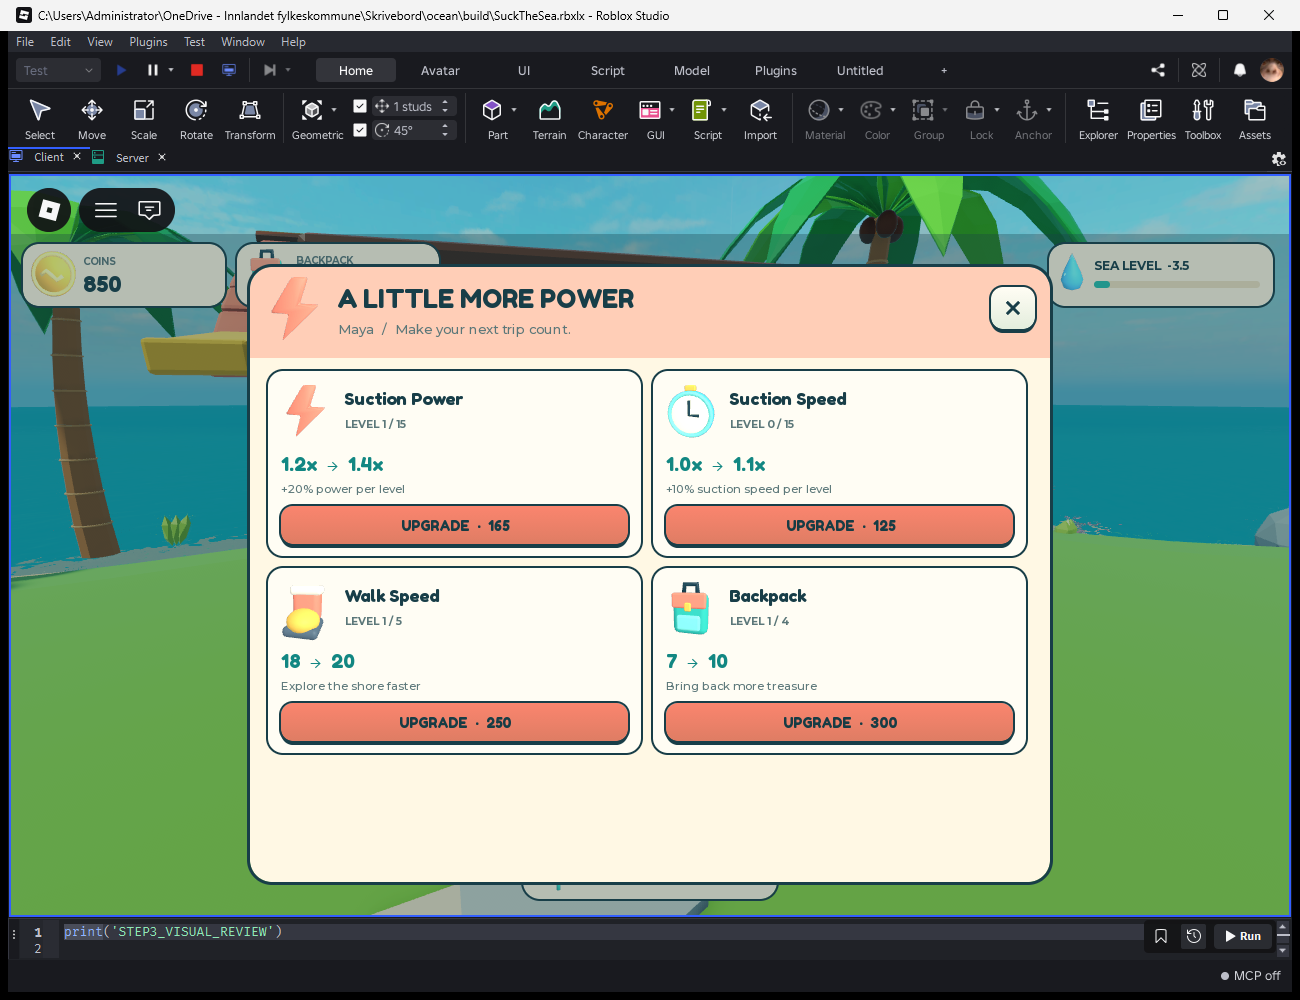 C:\Users\Administrator\OneDrive - Innlandet fylkeskommune\Skrivebord\ocean\build\SuckTheSea.rbxlx - Roblox Studio
File Edit View Plugins Test Window Help
Test Home Avatar UI Script Model Plugins Untitled +
1 studs
45°
Select Move Scale Rotate Transform Geometric Part Terrain Character GUI Script Import Material Color Group Lock Anchor Explorer Properties Toolbox Assets
Client Server
COINS
850
BACKPACK
SEA LEVEL -3.5
A LITTLE MORE POWER
Maya / Make your next trip count.
Suction Power
LEVEL 1 / 15
1.2x → 1.4x
+20% power per level
UPGRADE · 165
Suction Speed
LEVEL 0 / 15
1.0x → 1.1x
+10% suction speed per level
UPGRADE · 125
Walk Speed
LEVEL 1 / 5
18 → 20
Explore the shore faster
UPGRADE · 250
Backpack
LEVEL 1 / 4
7 → 10
Bring back more treasure
UPGRADE · 300
1 print('STEP3_VISUAL_REVIEW')
2
Run
MCP off